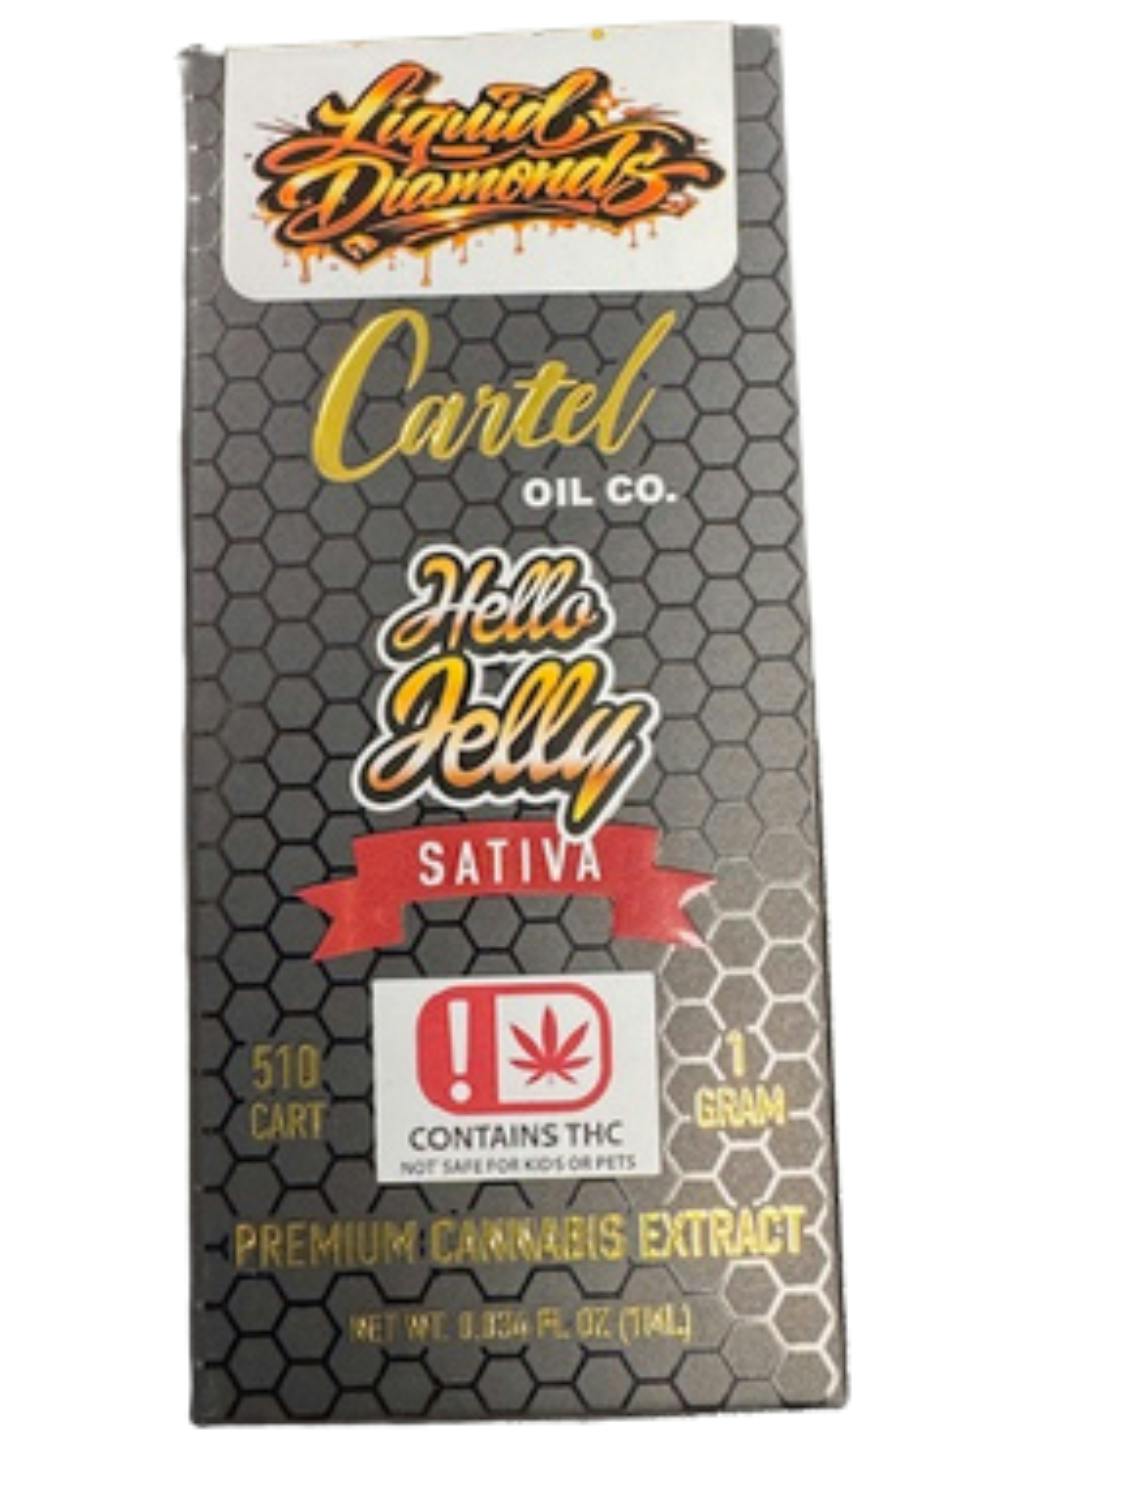 Liquid
Diamonds
Cartel
OIL CO.
Hello
Jelly
SATIVA
510
CART
1
GRAM
CONTAINS THC
NOT SAFE FOR KIDS OR PETS
PREMIUM CANNABIS EXTRACT
NET WT. 0.034 FL. OZ (1ML)